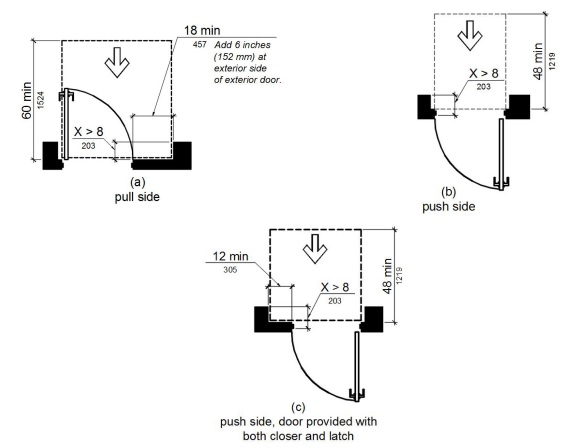 18 min
457 Add 6 inches
(152 mm) at
exterior side
of exterior door.
60 min
1524
X > 8
203
(a)
pull side
48 min
1219
X > 8
203
(b)
push side
12 min
305
X > 8
203
48 min
1219
(c)
push side, door provided with
both closer and latch